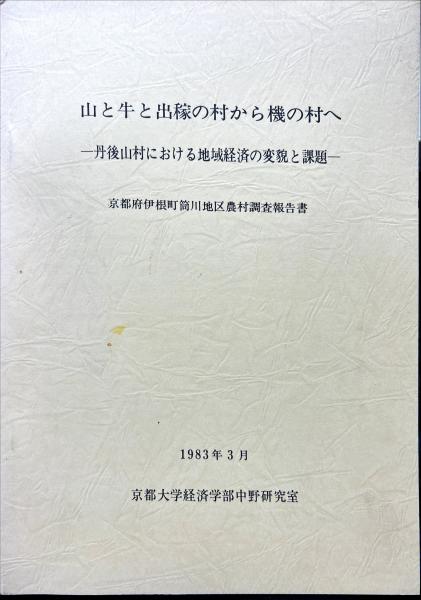 山と牛と出稼の村から機の村へ
―丹後山村における地域経済の変貌と課題―
京都府伊根町筒川地区農村調査報告書
1983年3月
京都大学経済学部中野研究室